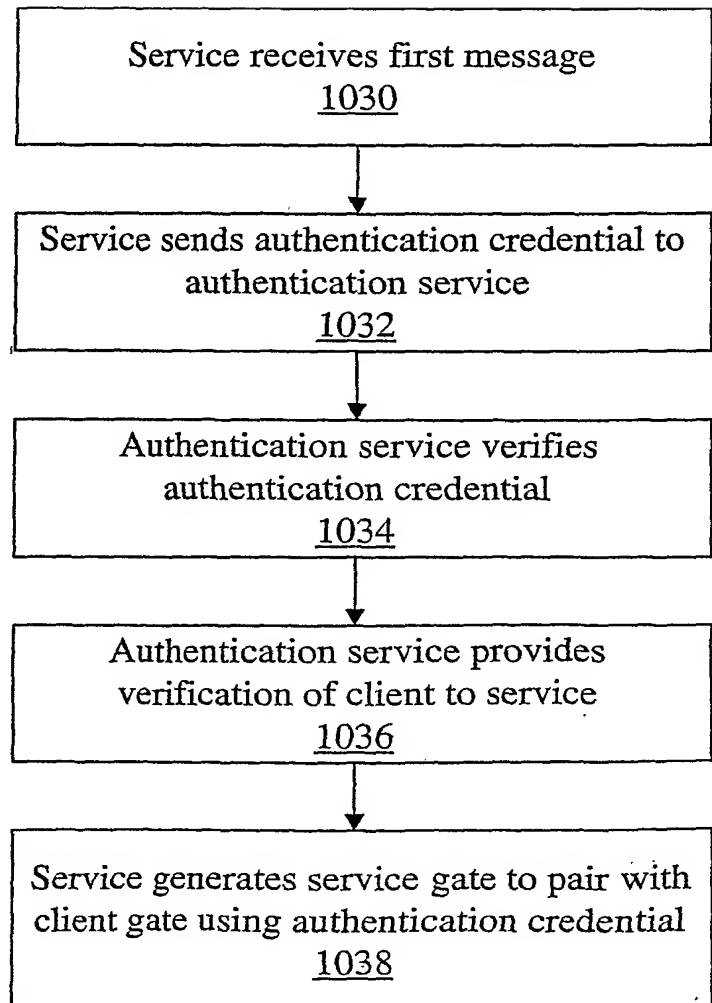 Service receives first message
1030
Service sends authentication credential to
authentication service
1032
Authentication service verifies
authentication credential
1034
Authentication service provides
verification of client to service
1036
Service generates service gate to pair with
client gate using authentication credential
1038